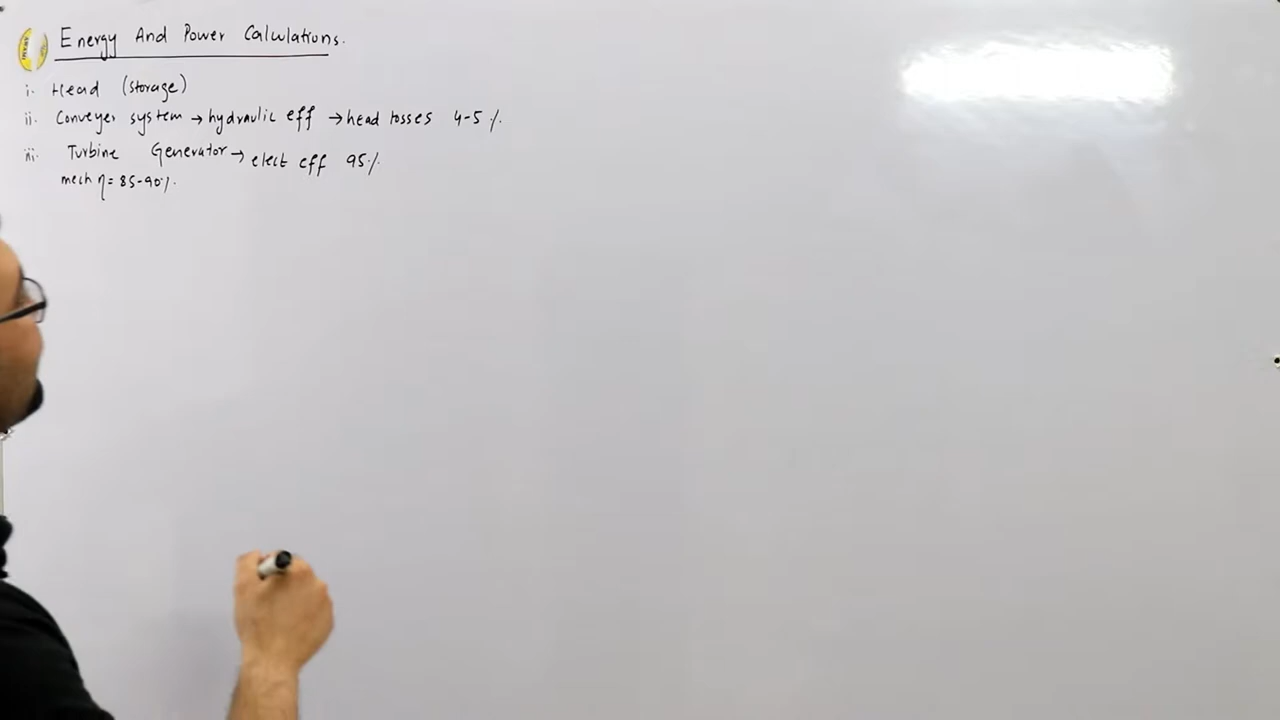 Energy And Power Calculations.
i. Head (storage)
ii. Conveyer system → hydraulic eff → head losses 4-5 %.
iii. Turbine Generator → elect eff 95%.
mech η = 85-90%.